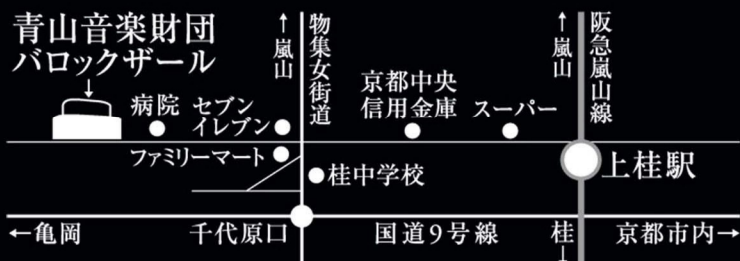 青山音楽財団
バロックザール
病院
セブン
イレブン
ファミリーマート
↑嵐山
物集女街道
京都中央
信用金庫
スーパー
↑嵐山
阪急嵐山線
上桂駅
桂中学校
←亀岡
千代原口
国道9号線
桂↓
京都市内→